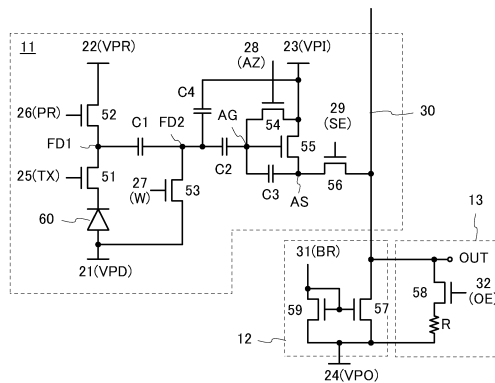 11
22(VPR)
28
(AZ)
23(VPI)
C4
29
(SE)
30
26(PR)
52
C1
FD2
AG
54
55
FD1
25(TX)
51
27
(W)
53
C2
C3
AS
56
60
13
21(VPD)
31(BR)
OUT
59
57
58
32
(OE)
R
12
24(VPO)